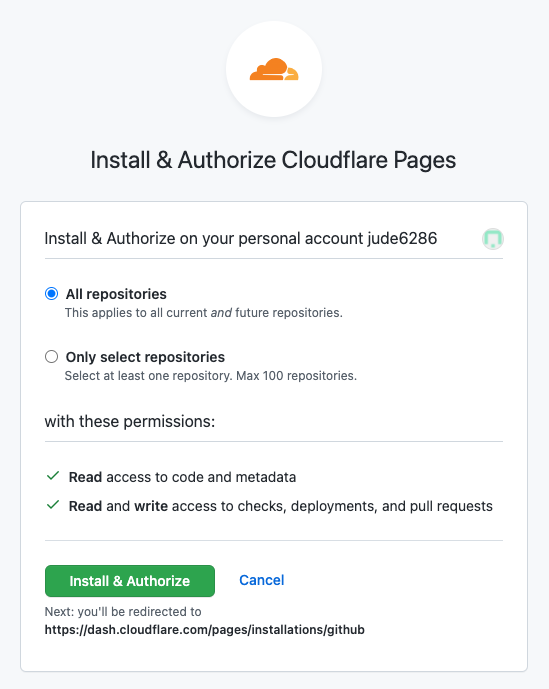 Install & Authorize Cloudflare Pages
Install & Authorize on your personal account jude6286
All repositories
This applies to all current and future repositories.
Only select repositories
Select at least one repository. Max 100 repositories.
with these permissions:
Read access to code and metadata
Read and write access to checks, deployments, and pull requests
Install & Authorize Cancel
Next: you'll be redirected to
https://dash.cloudflare.com/pages/installations/github